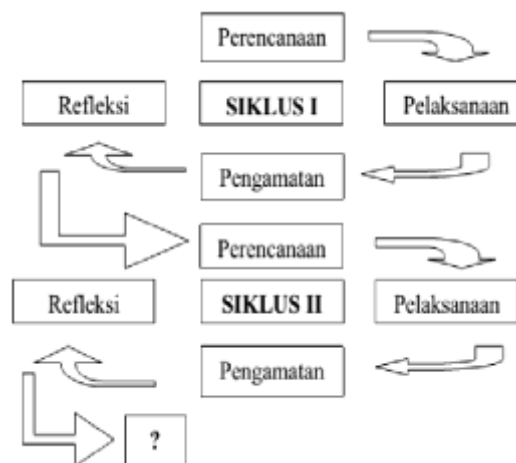 Perencanaan
Refleksi
SIKLUS I
Pelaksanaan
Pengamatan
Perencanaan
Refleksi
SIKLUS II
Pelaksanaan
Pengamatan
?